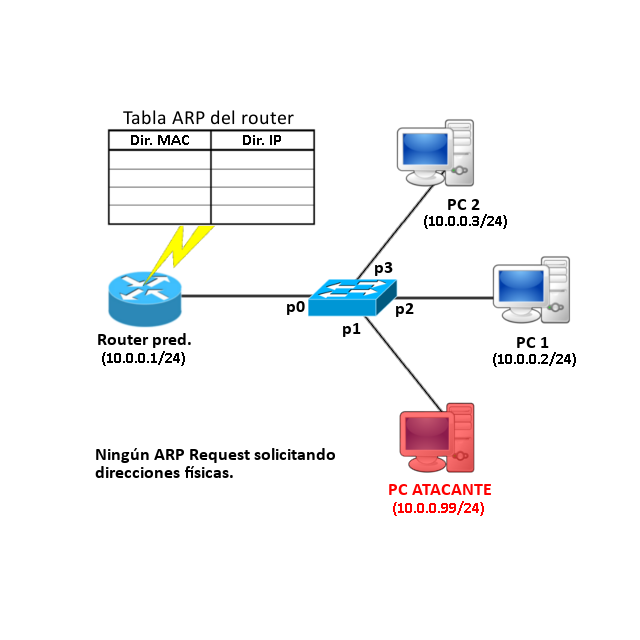 Tabla ARP del router
Dir. MAC Dir. IP
PC 2
(10.0.0.3/24)
p3
p0
p2
p1
Router pred.
(10.0.0.1/24)
PC 1
(10.0.0.2/24)
Ningún ARP Request solicitando
direcciones físicas.
PC ATACANTE
(10.0.0.99/24)